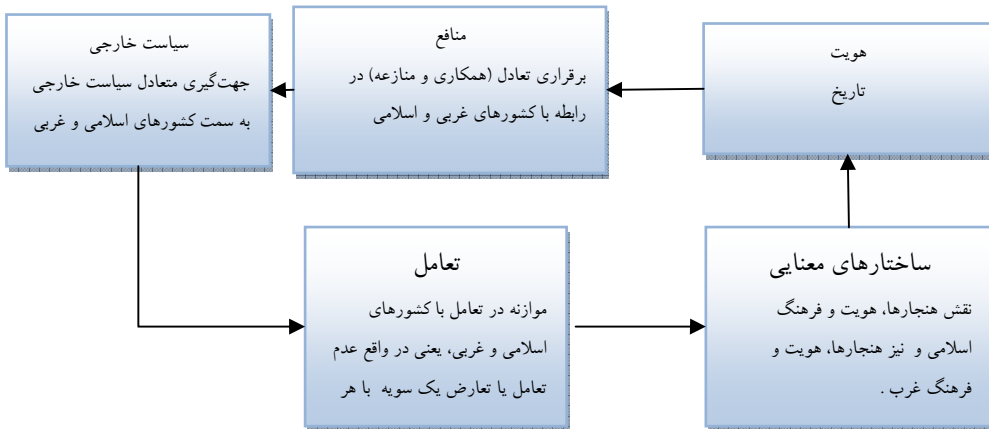 هویت
تاریخ
منافع
برقراری تعادل (همکاری و منازعه) در
رابطه با کشورهای غربی و اسلامی
سیاست خارجی
جهت‌گیری متعادل سیاست خارجی
به سمت کشورهای اسلامی و غربی
ساختارهای معنایی
نقش هنجارها، هویت و فرهنگ
اسلامی و نیز هنجارها، هویت و
فرهنگ غرب .
تعامل
موازنه در تعامل با کشورهای
اسلامی و غربی، یعنی در واقع عدم
تعامل یا تعارض یک سویه با هر